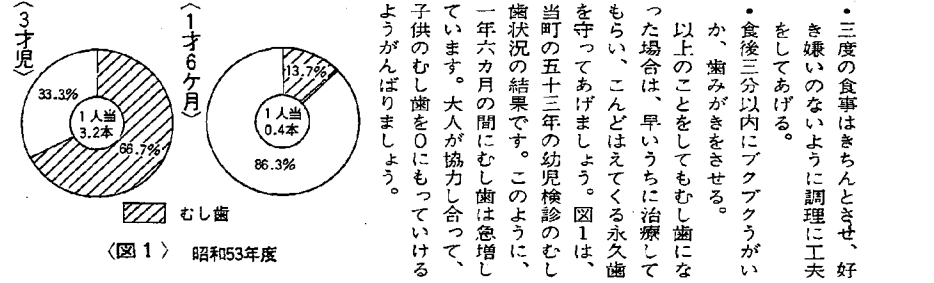 ・三度の食事はきちんとさせ、好
き嫌いのないように調理に工夫
をしてあげる。
・食後三分以内にブクブクうがい
か、歯みがきをさせる。
以上のことをしてもむし歯にな
った場合は、早いうちに治療して
もらい、こんどはえてくる永久歯
を守ってあげましょう。図1は、
当町の五十三年の幼児検診のむし
歯状況の結果です。このように、
一年六カ月の間にむし歯は急増し
ています。大人が協力し合って、
子供のむし歯を0にもっていける
ようがんばりましょう。
〈1才6ケ月〉
13.7%
1人当
0.4本
86.3%
〈3才児〉
33.3%
1人当
3.2本
66.7%
むし歯
〈図1〉 昭和53年度